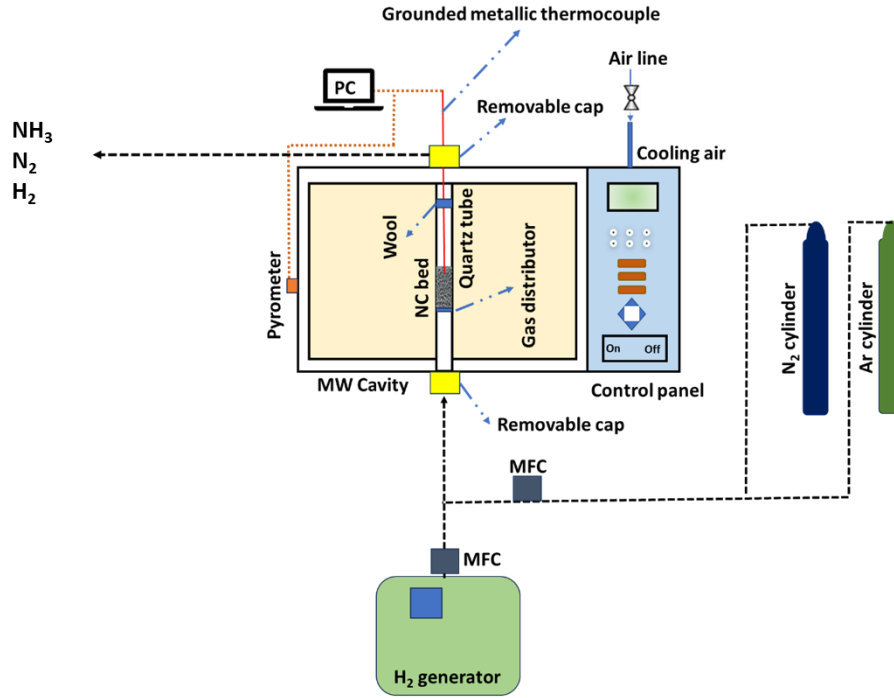 Grounded metallic thermocouple
Air line
PC
Removable cap
NH₃
N₂
H₂
Cooling air
Wool
Quartz tube
NC bed
Gas distributor
Pyrometer
On Off
MW Cavity
Control panel
Removable cap
N₂ cylinder
Ar cylinder
MFC
MFC
H₂ generator